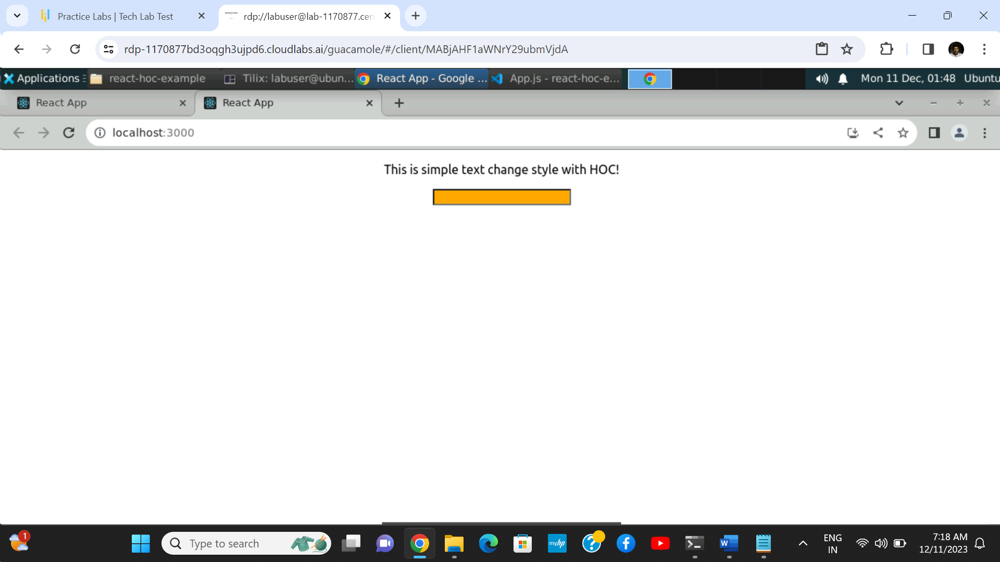 Practice Labs | Tech Lab Test
rdp://labuser@lab-1170877.cen
rdp-1170877bd3oqgh3ujpd6.cloudlabs.ai/guacamole/#/client/MABjAHF1aWNrY29ubmVjdA
Applications react-hoc-example Tilix: labuser@ubun... React App - Google ... App.js - react-hoc-e... Mon 11 Dec, 01:48 Ubuntu
React App React App
localhost:3000
This is simple text change style with HOC!
1
Type to search
myhp
W
ENG
IN
7:18 AM
12/11/2023